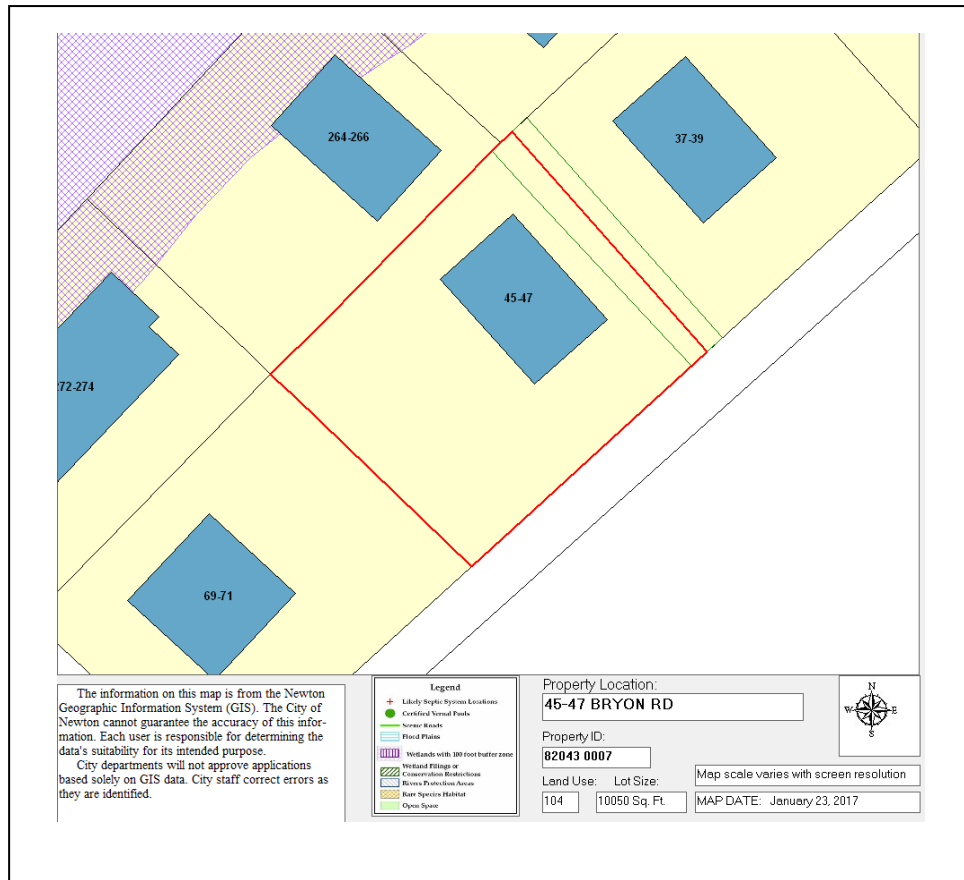 264-266
37-39
45-47
272-274
69-71
The information on this map is from the Newton
Geographic Information System (GIS). The City of
Newton cannot guarantee the accuracy of this infor-
mation. Each user is responsible for determining the
data's suitability for its intended purpose.
City departments will not approve applications
based solely on GIS data. City staff correct errors as
they are identified.
Legend
Likely Septic System Locations
Certified Vernal Pools
Scenic Roads
Flood Plains
Wetlands with 100 foot buffer zone
Wetland Filings or
Conservation Restrictions
Rivers Protection Areas
Rare Species Habitat
Open Space
Property Location:
45-47 BRYON RD
Property ID:
82043 0007
Land Use: Lot Size:
104 10050 Sq. Ft.
N
W E
S
Map scale varies with screen resolution
MAP DATE: January 23, 2017